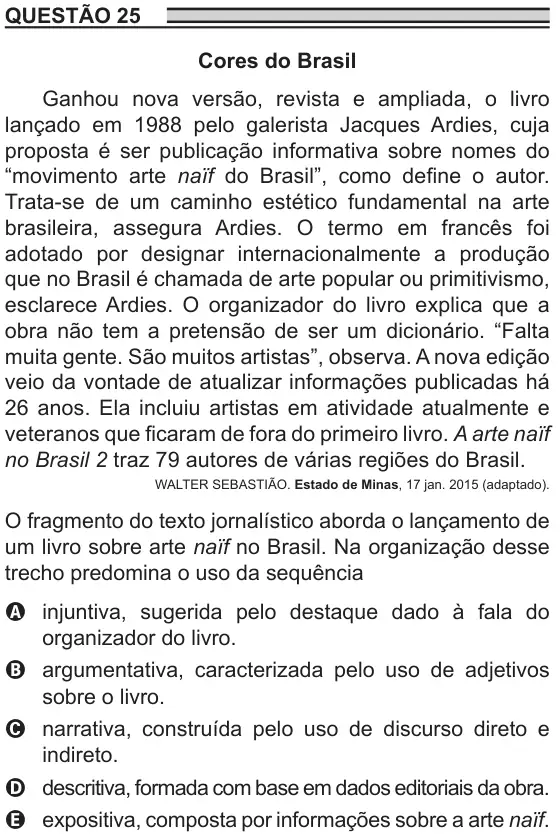 QUESTÃO 25
Cores do Brasil
Ganhou nova versão, revista e ampliada, o livro
lançado em 1988 pelo galerista Jacques Ardies, cuja
proposta é ser publicação informativa sobre nomes do
“movimento arte naïf do Brasil”, como define o autor.
Trata-se de um caminho estético fundamental na arte
brasileira, assegura Ardies. O termo em francês foi
adotado por designar internacionalmente a produção
que no Brasil é chamada de arte popular ou primitivismo,
esclarece Ardies. O organizador do livro explica que a
obra não tem a pretensão de ser um dicionário. “Falta
muita gente. São muitos artistas”, observa. A nova edição
veio da vontade de atualizar informações publicadas há
26 anos. Ela incluiu artistas em atividade atualmente e
veteranos que ficaram de fora do primeiro livro. A arte naïf
no Brasil 2 traz 79 autores de várias regiões do Brasil.
WALTER SEBASTIÃO. Estado de Minas, 17 jan. 2015 (adaptado).
O fragmento do texto jornalístico aborda o lançamento de
um livro sobre arte naïf no Brasil. Na organização desse
trecho predomina o uso da sequência
A injuntiva, sugerida pelo destaque dado à fala do
organizador do livro.
B argumentativa, caracterizada pelo uso de adjetivos
sobre o livro.
C narrativa, construída pelo uso de discurso direto e
indireto.
D descritiva, formada com base em dados editoriais da obra.
E expositiva, composta por informações sobre a arte naïf.